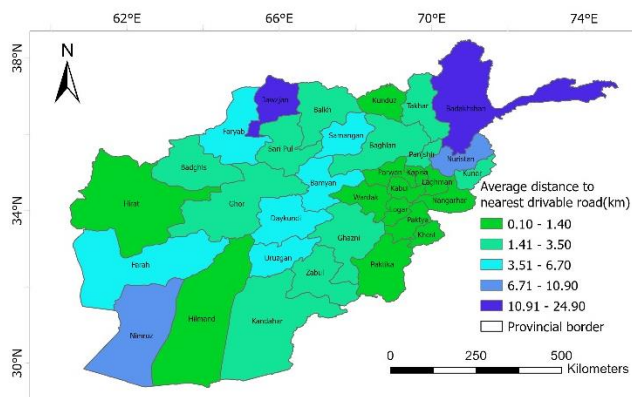 62°E 66°E 70°E 74°E
38°N
34°N
30°N
N
Jawzjan
Balkh
Kunduz
Takhar
Badakhshan
Faryab
Samangan
Baghlan
Sari Pul
Panjshir
Nuristan
Kunar
Badghis
Bamyan
Parwan
Kapisa
Laghman
Hirat
Ghor
Wardak
Kabul
Nangarhar
Logar
Daykundi
Paktya
Khost
Ghazni
Farah
Uruzgan
Zabul
Paktika
Nimroz
Hilmand
Kandahar
Average distance to
nearest drivable road(km)
0.10 - 1.40
1.41 - 3.50
3.51 - 6.70
6.71 - 10.90
10.91 - 24.90
Provincial border
0 250 500
Kilometers